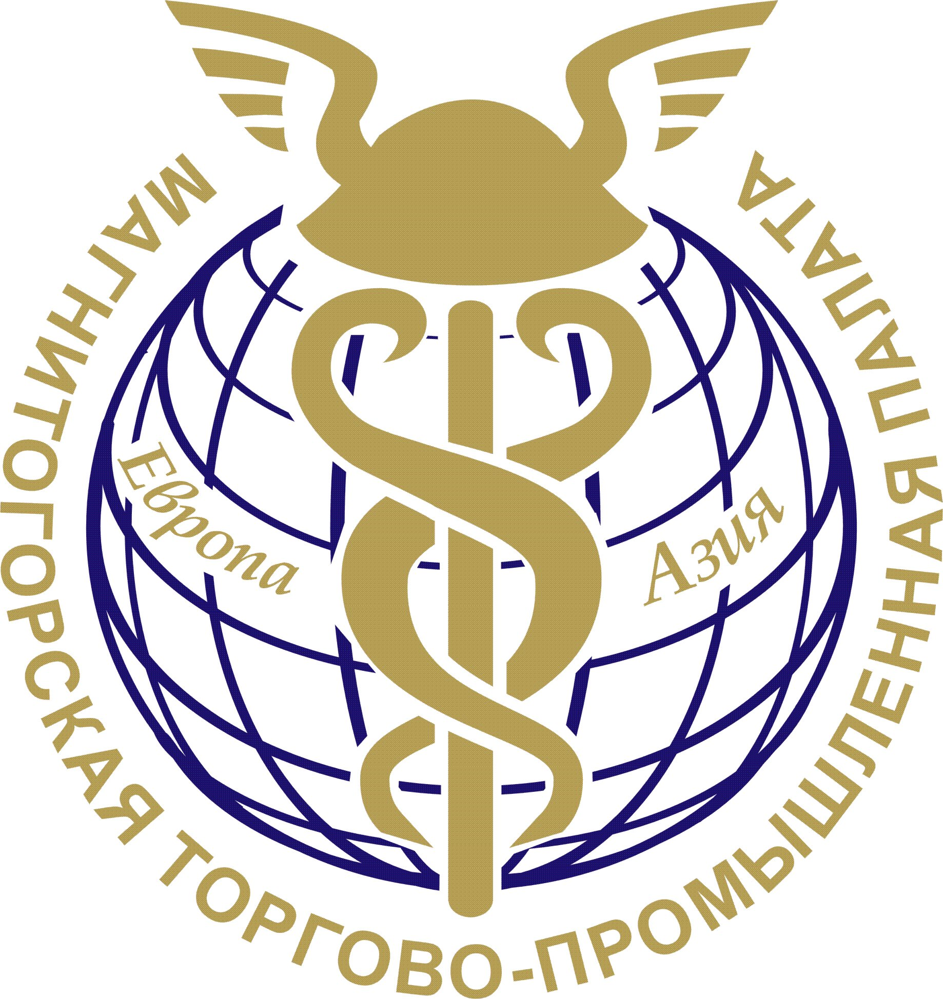 МАГНИТОГОРСКАЯ ТОРГОВО-ПРОМЫШЛЕННАЯ ПАЛАТА
Европа
Азия